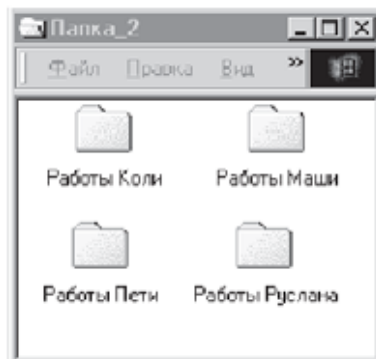 Папка_2
Файл Правка Вид »
Работы Коли Работы Маши
Работы Пети Работы Руслана